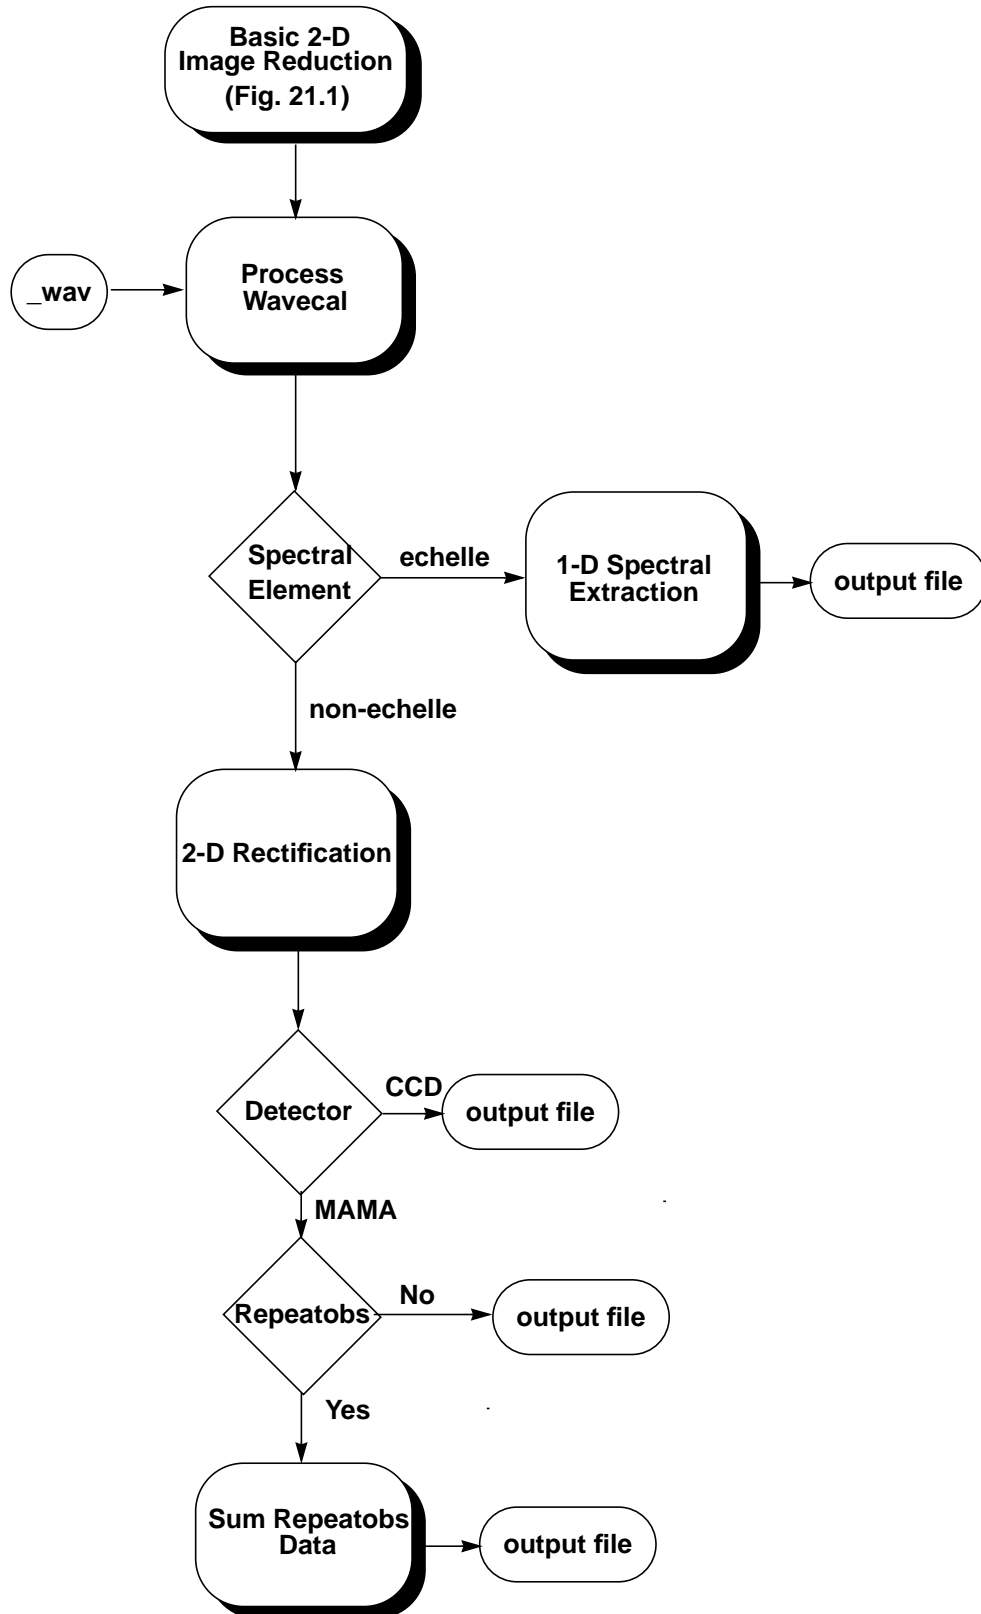 Basic 2-D
Image Reduction
(Fig. 21.1)
_wav
Process
Wavecal
Spectral
Element
echelle
1-D Spectral
Extraction
output file
non-echelle
2-D Rectification
Detector
CCD
output file
MAMA
Repeatobs
No
output file
Yes
Sum Repeatobs
Data
output file